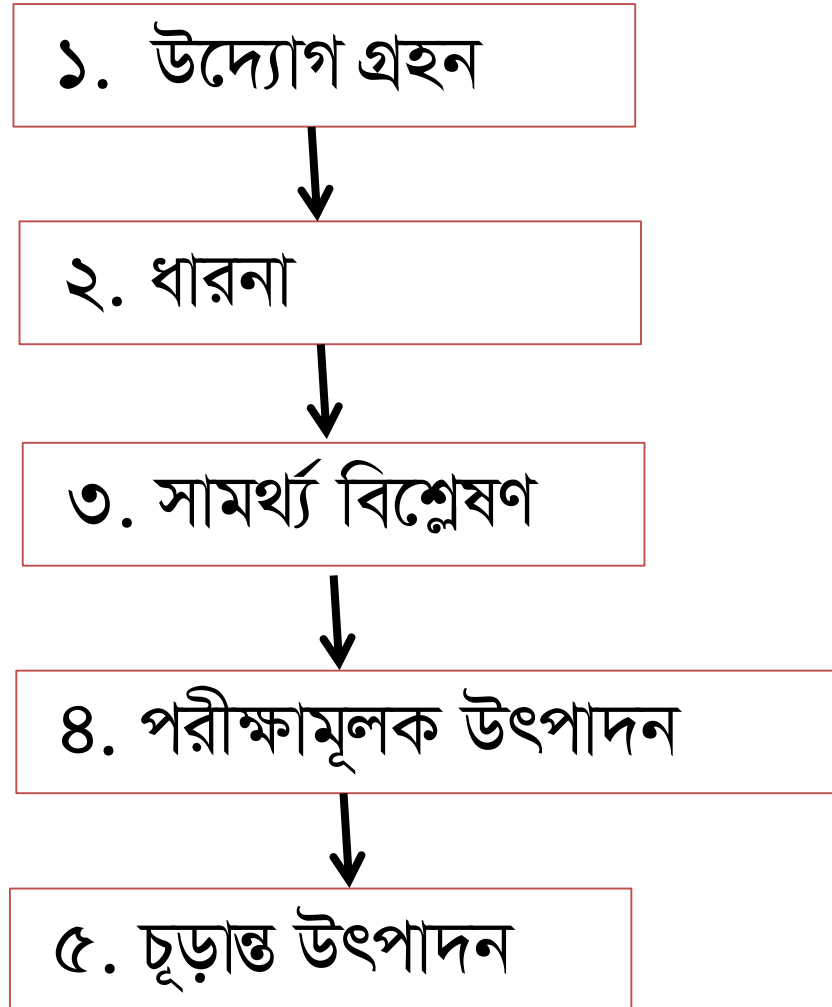 ১. উদ্যোগ গ্রহন
২. ধারনা
৩. সামর্থ্য বিশ্লেষণ
৪. পরীক্ষামূলক উৎপাদন
৫. চূড়ান্ত উৎপাদন